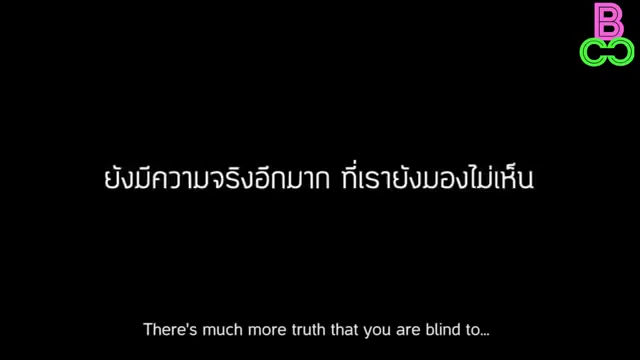 BCC
ยังมีความจริงอีกมาก ที่เรายังมองไม่เห็น
There's much more truth that you are blind to...